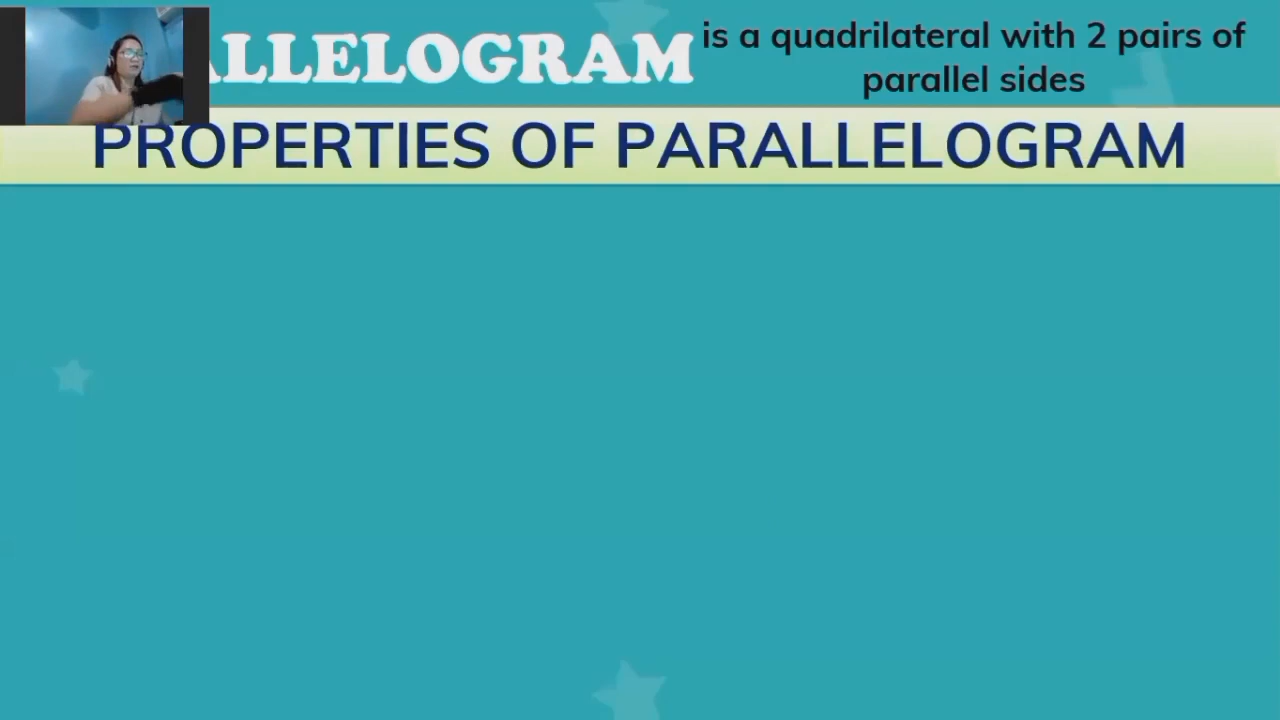 ALLELOGRAM
is a quadrilateral with 2 pairs of
parallel sides
PROPERTIES OF PARALLELOGRAM